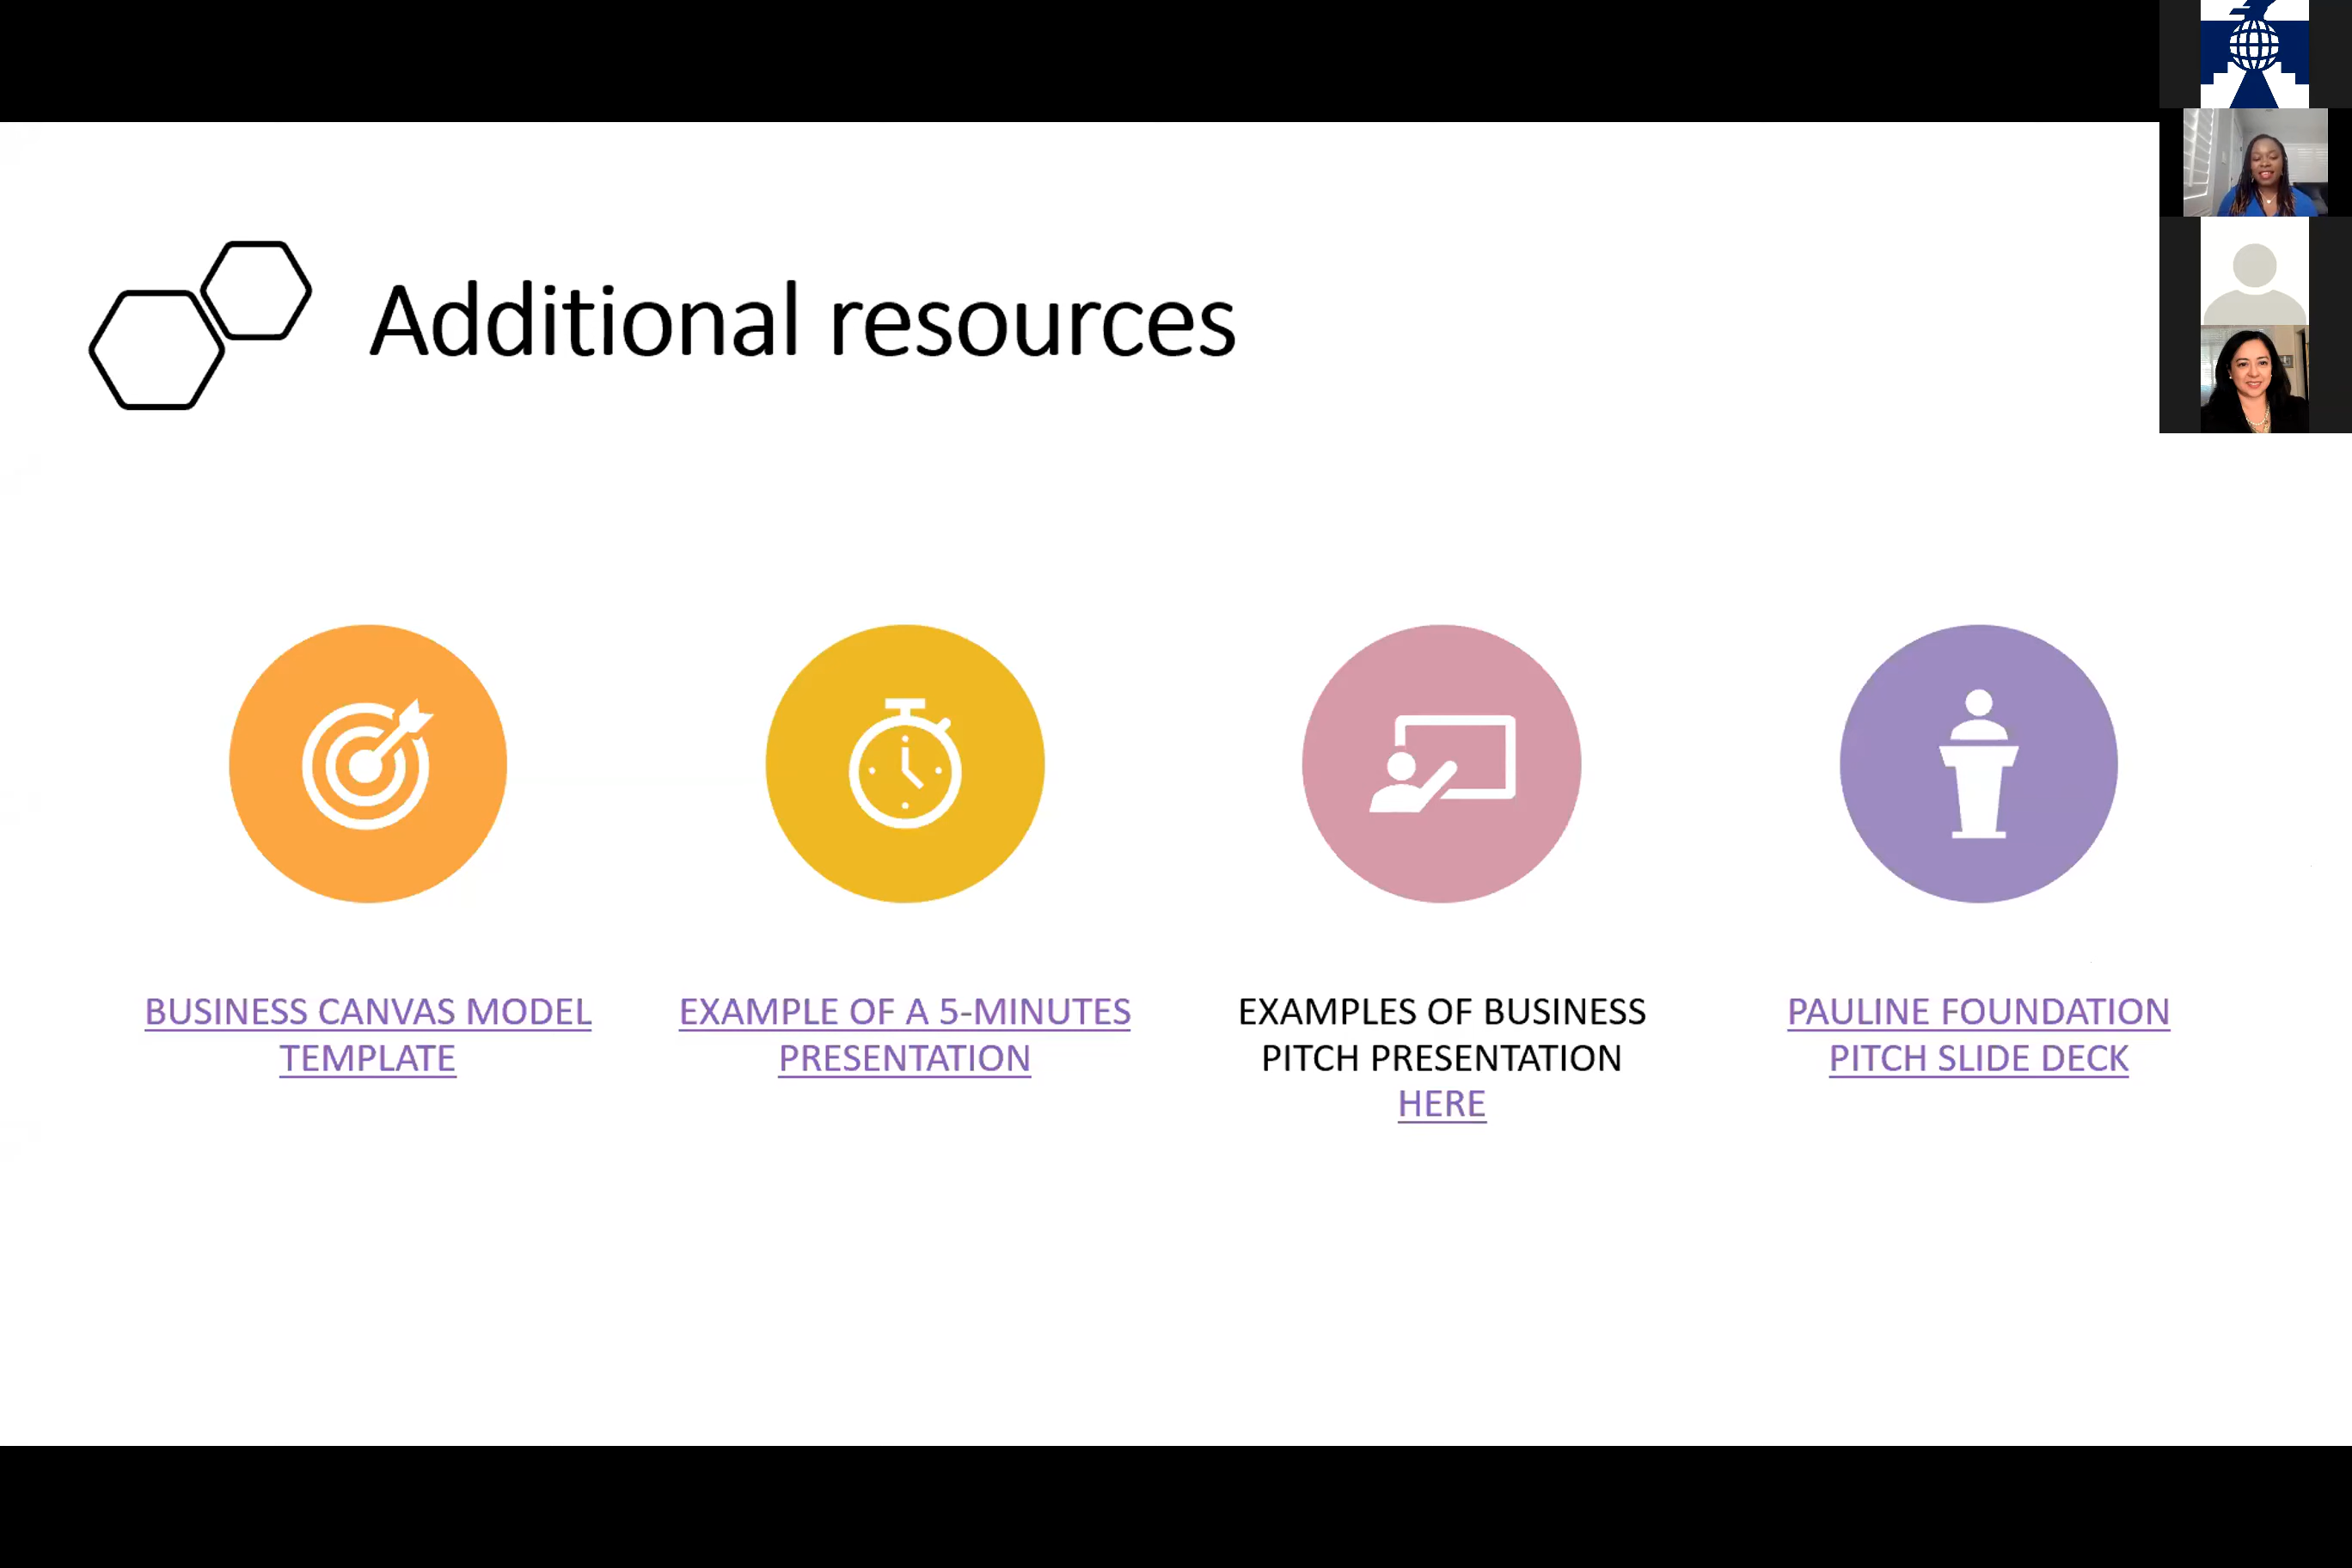 Additional resources
BUSINESS CANVAS MODEL
TEMPLATE
EXAMPLE OF A 5-MINUTES
PRESENTATION
EXAMPLES OF BUSINESS
PITCH PRESENTATION
HERE
PAULINE FOUNDATION
PITCH SLIDE DECK